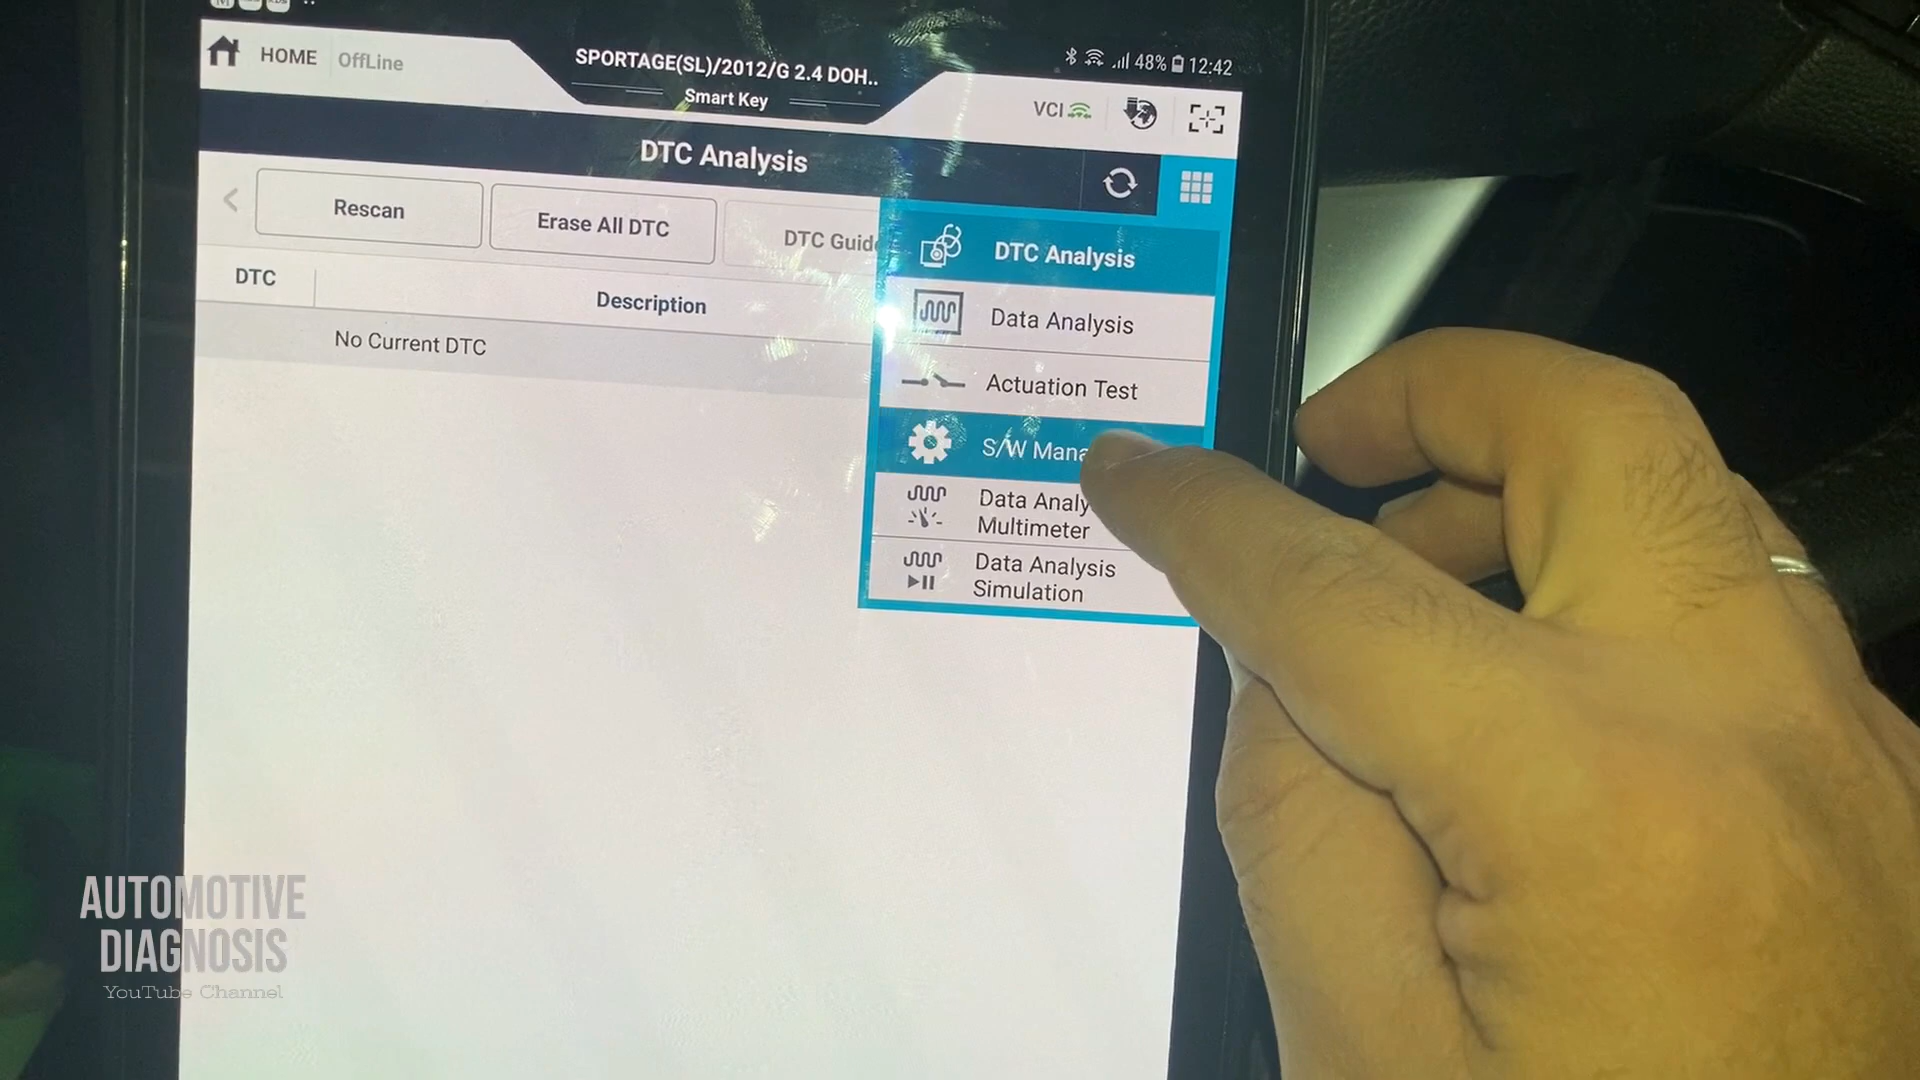 HOME OffLine
SPORTAGE(SL)/2012/G 2.4 DOH..
Smart Key
48% 12:42
VCI
DTC Analysis
Rescan
Erase All DTC
DTC Guid
DTC
Description
No Current DTC
DTC Analysis
Data Analysis
Actuation Test
S/W Mana
Data Analy
Multimeter
Data Analysis
Simulation
AUTOMOTIVE
DIAGNOSIS
YouTube Channel